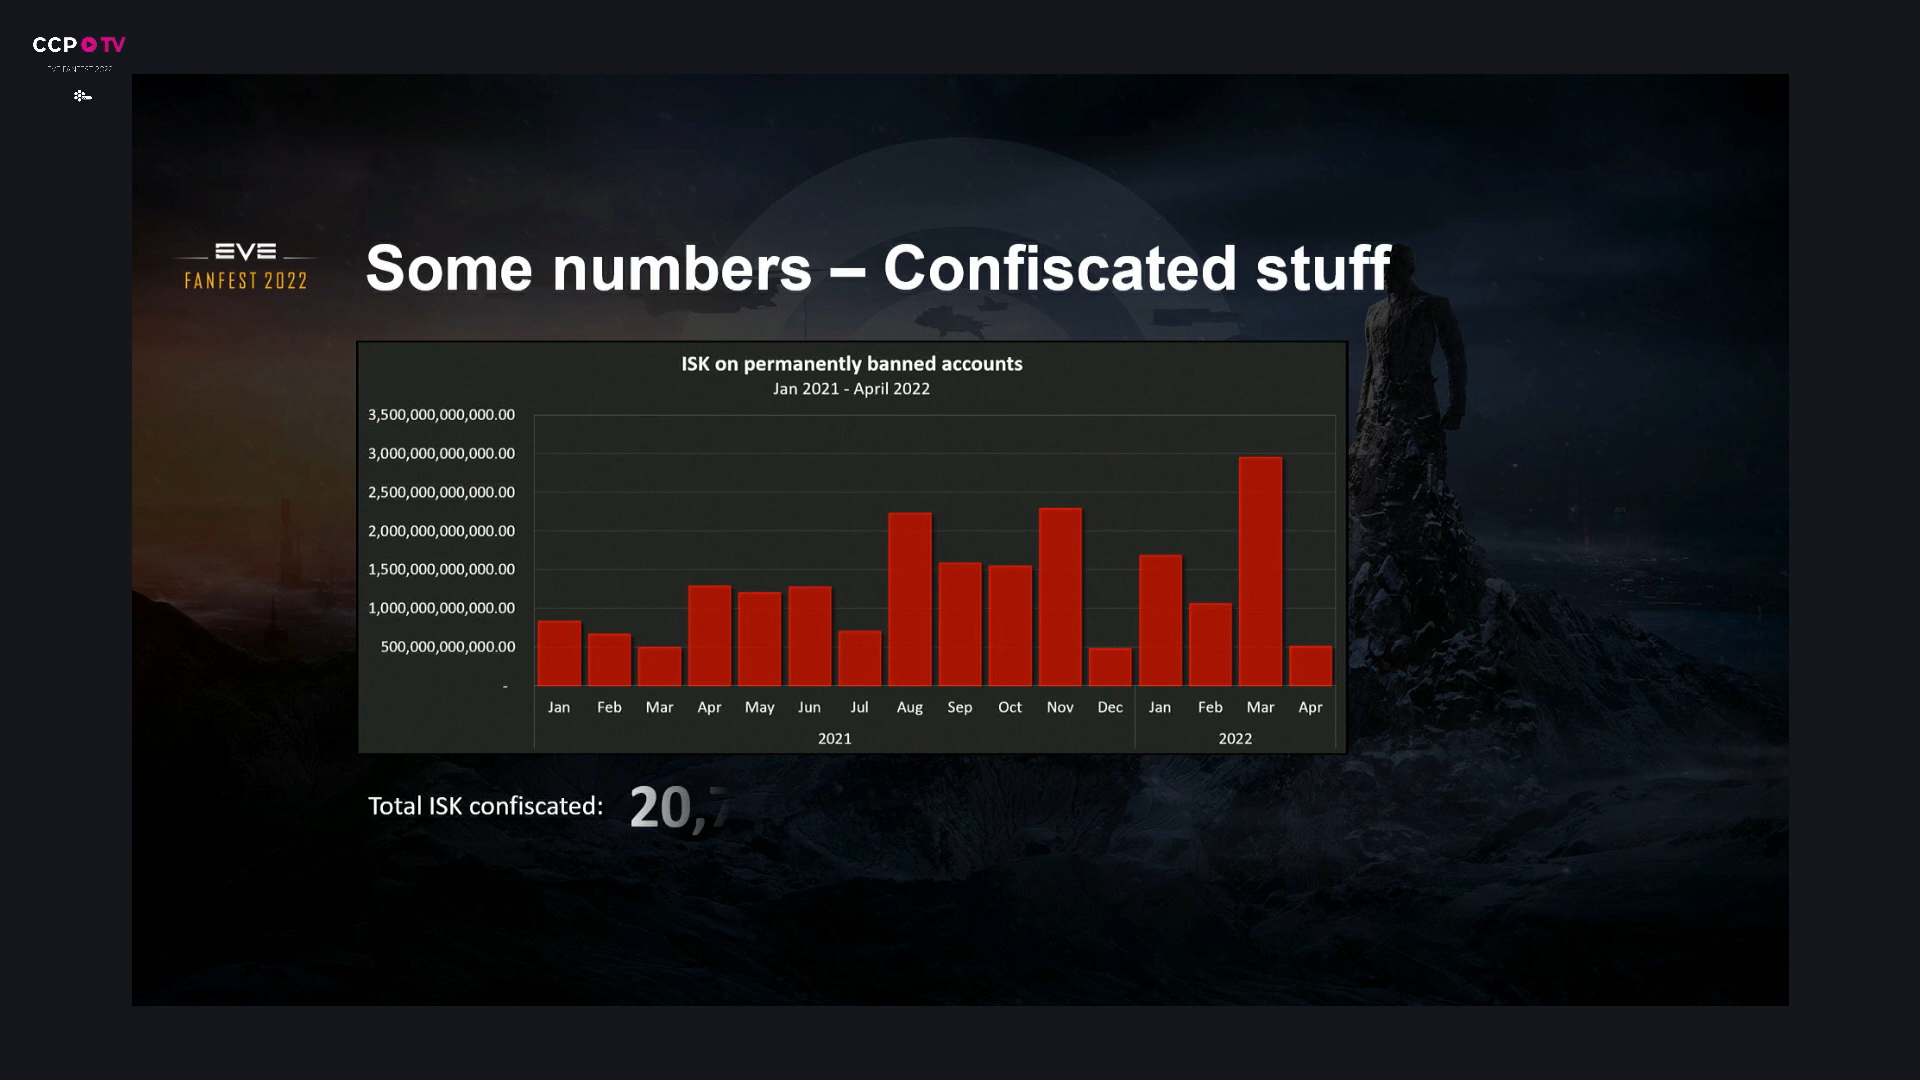 CCP TV
EVE FANFEST 2022
EVE
FANFEST 2022
Some numbers – Confiscated stuff
ISK on permanently banned accounts
Jan 2021 - April 2022
3,500,000,000,000.00
3,000,000,000,000.00
2,500,000,000,000.00
2,000,000,000,000.00
1,500,000,000,000.00
1,000,000,000,000.00
500,000,000,000.00
-
Jan Feb Mar Apr May Jun Jul Aug Sep Oct Nov Dec Jan Feb Mar Apr
2021 2022
Total ISK confiscated: 20,7